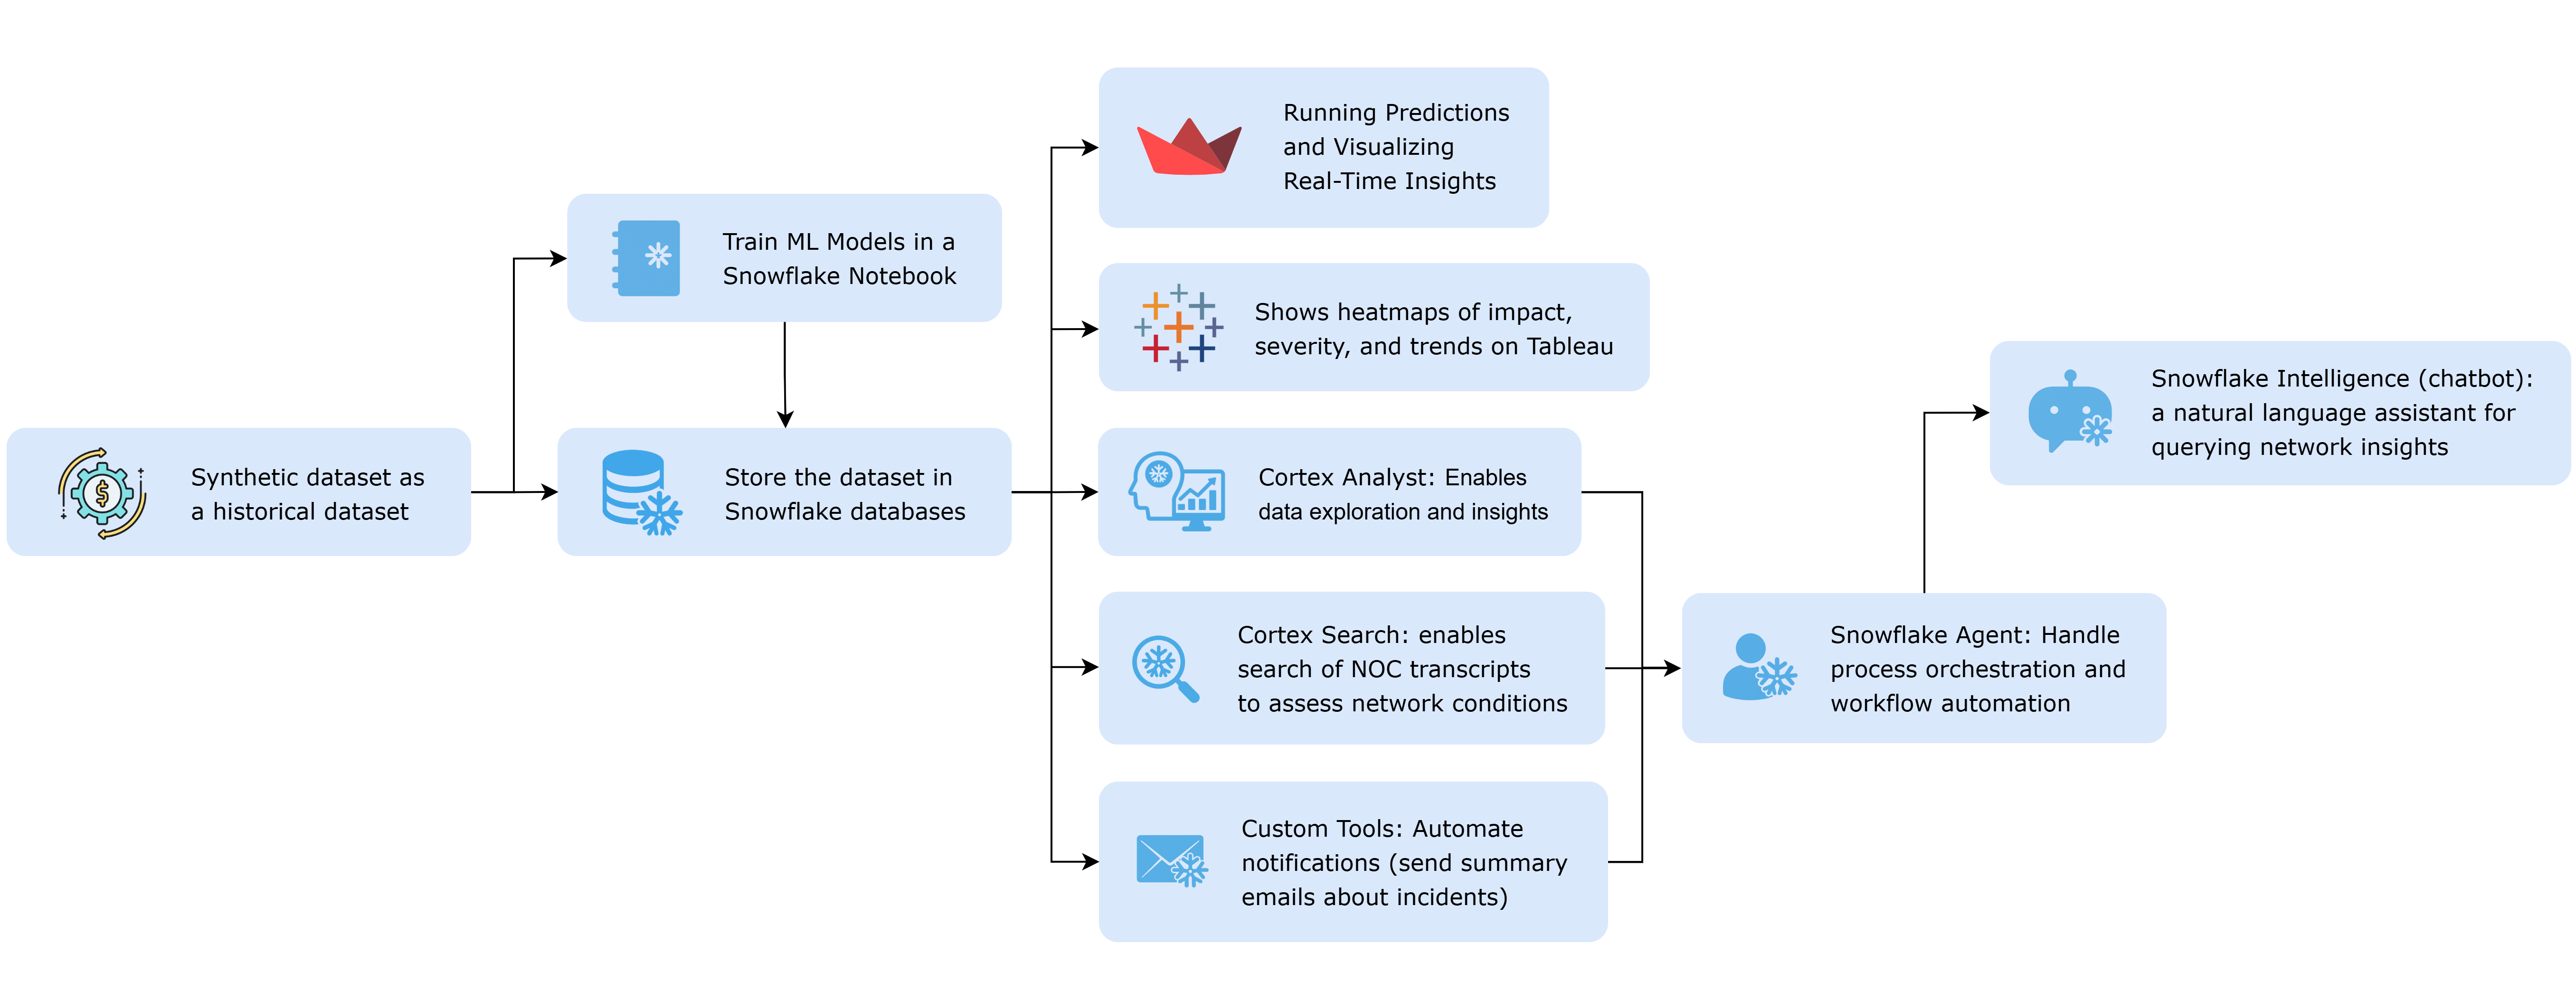 Synthetic dataset as
a historical dataset
Train ML Models in a
Snowflake Notebook
Store the dataset in
Snowflake databases
Running Predictions
and Visualizing
Real-Time Insights
Shows heatmaps of impact,
severity, and trends on Tableau
Cortex Analyst: Enables
data exploration and insights
Cortex Search: enables
search of NOC transcripts
to assess network conditions
Custom Tools: Automate
notifications (send summary
emails about incidents)
Snowflake Agent: Handle
process orchestration and
workflow automation
Snowflake Intelligence (chatbot):
a natural language assistant for
querying network insights